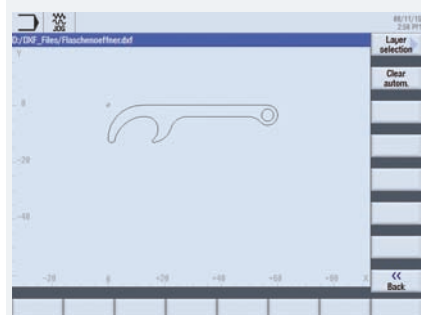 JOG
08/11/10
2:58 PM
D:/DXF_Files/Flaschenoeffner.dxf
Layer
selection
Y
Clear
autom.
0
-20
-40
-20
0
+20
+40
+60
+80
X
<<
Back